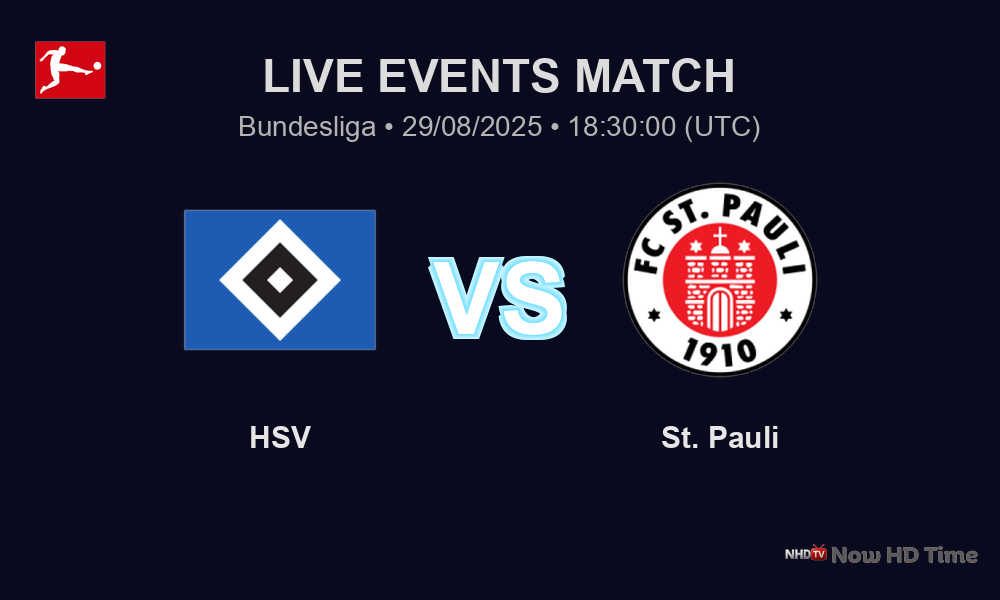 LIVE EVENTS MATCH
Bundesliga • 29/08/2025 • 18:30:00 (UTC)
VS
FC ST. PAULI
1910
HSV
St. Pauli
NHDTV Now HD Time